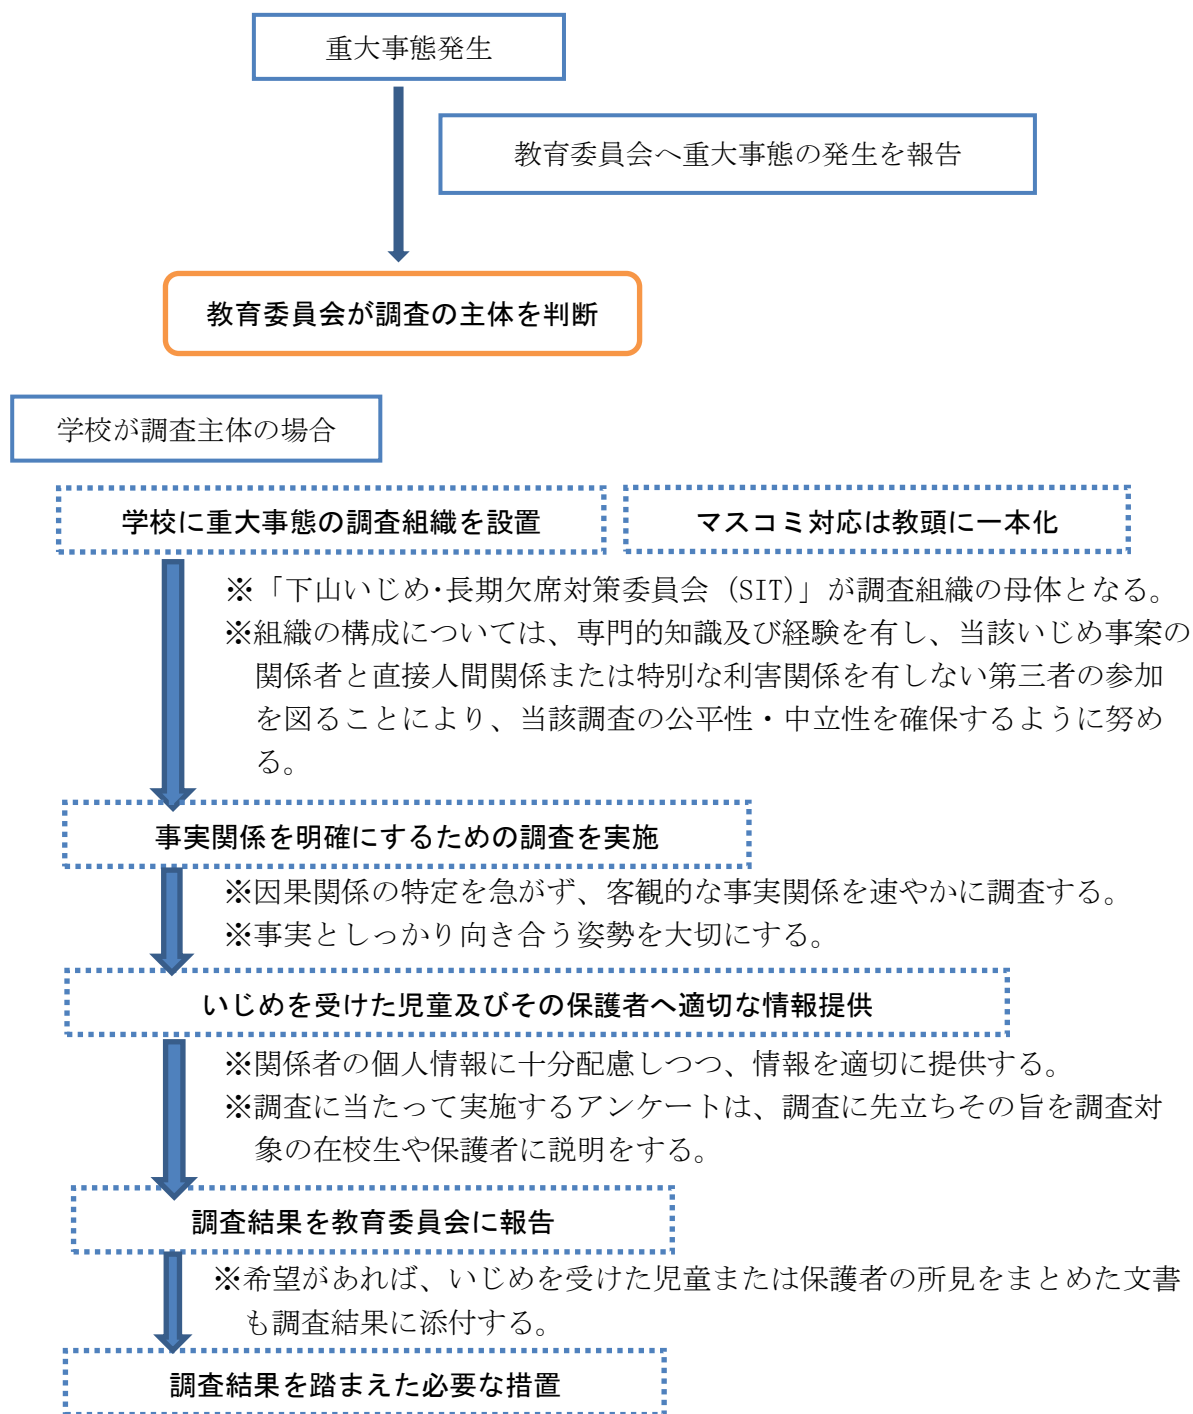 重大事態発生
教育委員会へ重大事態の発生を報告
教育委員会が調査の主体を判断
学校が調査主体の場合
学校に重大事態の調査組織を設置
マスコミ対応は教頭に一本化
※「下山いじめ・長期欠席対策委員会（SIT)」が調査組織の母体となる。
※組織の構成については、専門的知識及び経験を有し、当該いじめ事案の
関係者と直接人間関係または特別な利害関係を有しない第三者の参加
を図ることにより、当該調査の公平性・中立性を確保するように努め
る。
事実関係を明確にするための調査を実施
※因果関係の特定を急がず、客観的な事実関係を速やかに調査する。
※事実としっかり向き合う姿勢を大切にする。
いじめを受けた児童及びその保護者へ適切な情報提供
※関係者の個人情報に十分配慮しつつ、情報を適切に提供する。
※調査に当たって実施するアンケートは、調査に先立ちその旨を調査対
象の在校生や保護者に説明をする。
調査結果を教育委員会に報告
※希望があれば、いじめを受けた児童または保護者の所見をまとめた文書
も調査結果に添付する。
調査結果を踏まえた必要な措置